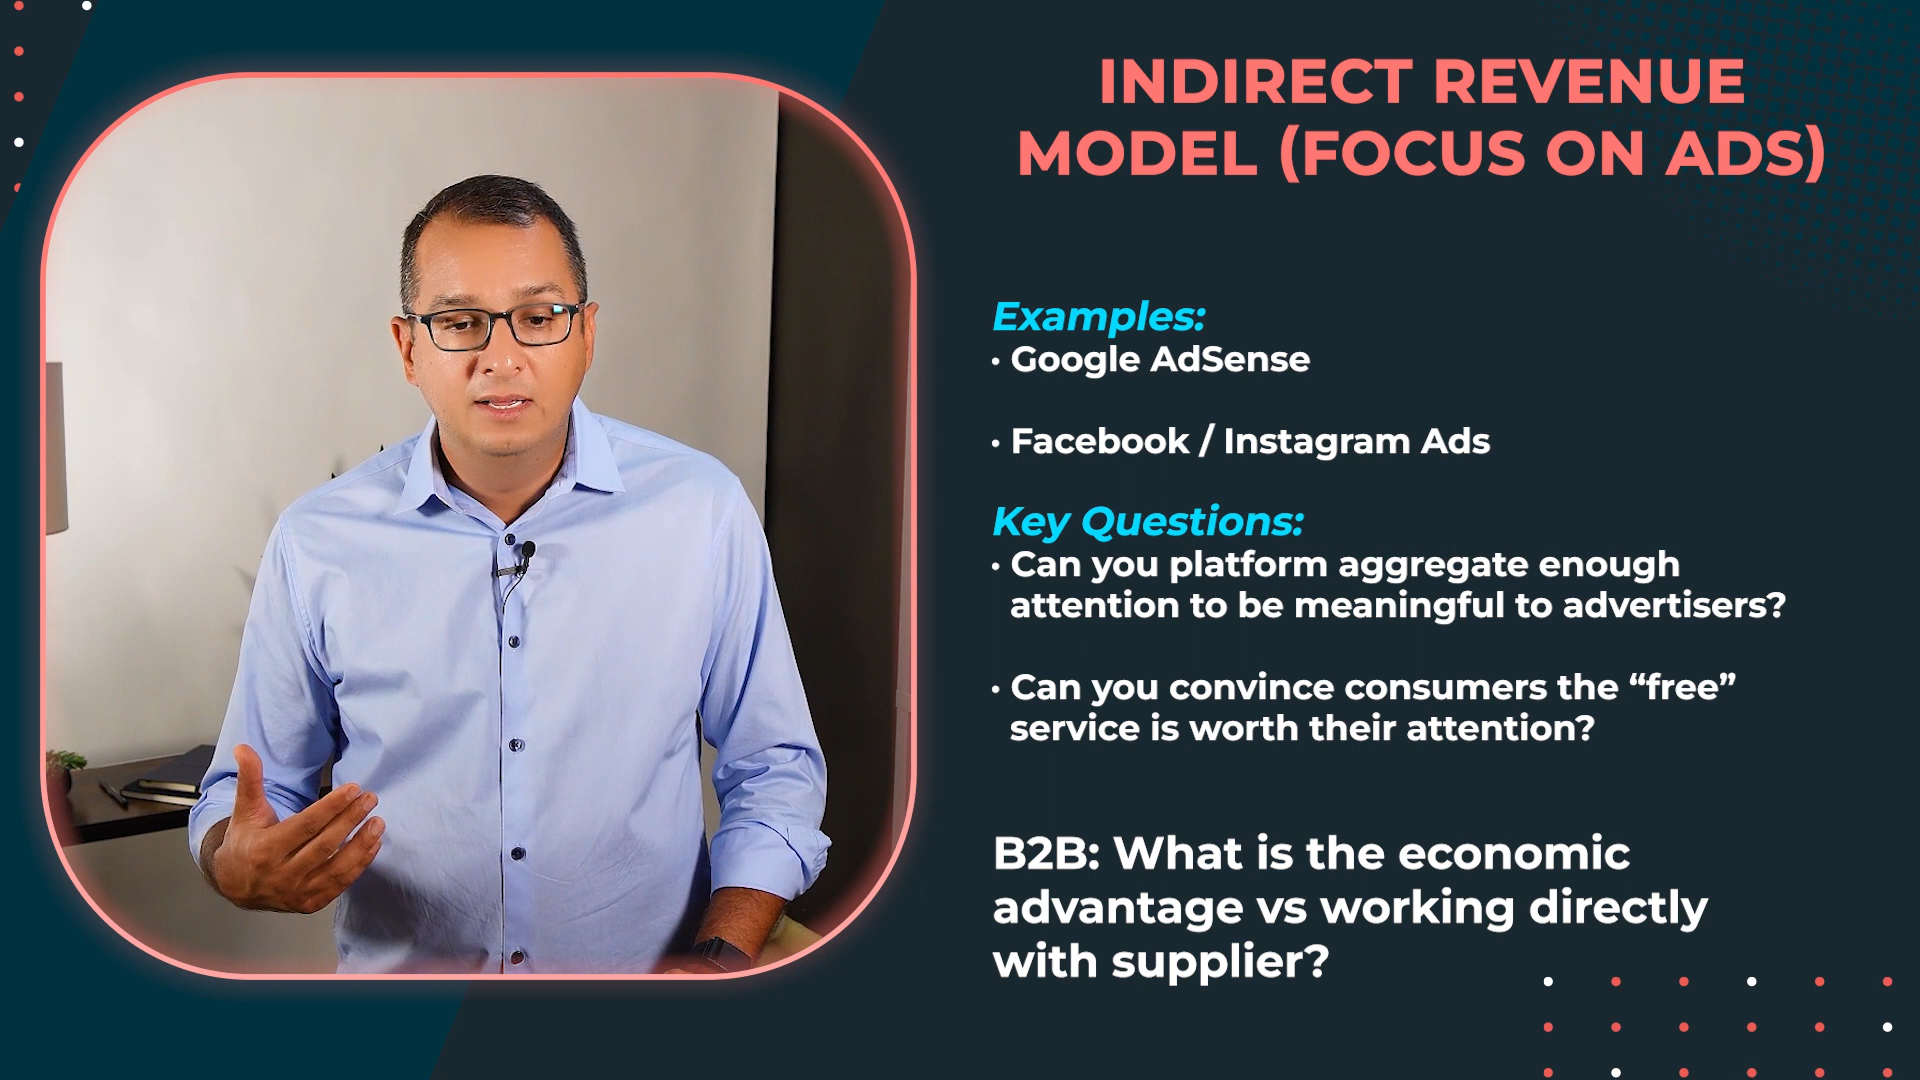 INDIRECT REVENUE
MODEL (FOCUS ON ADS)
Examples:
• Google AdSense
• Facebook / Instagram Ads
Key Questions:
• Can you platform aggregate enough
attention to be meaningful to advertisers?
• Can you convince consumers the “free”
service is worth their attention?
B2B: What is the economic
advantage vs working directly
with supplier?